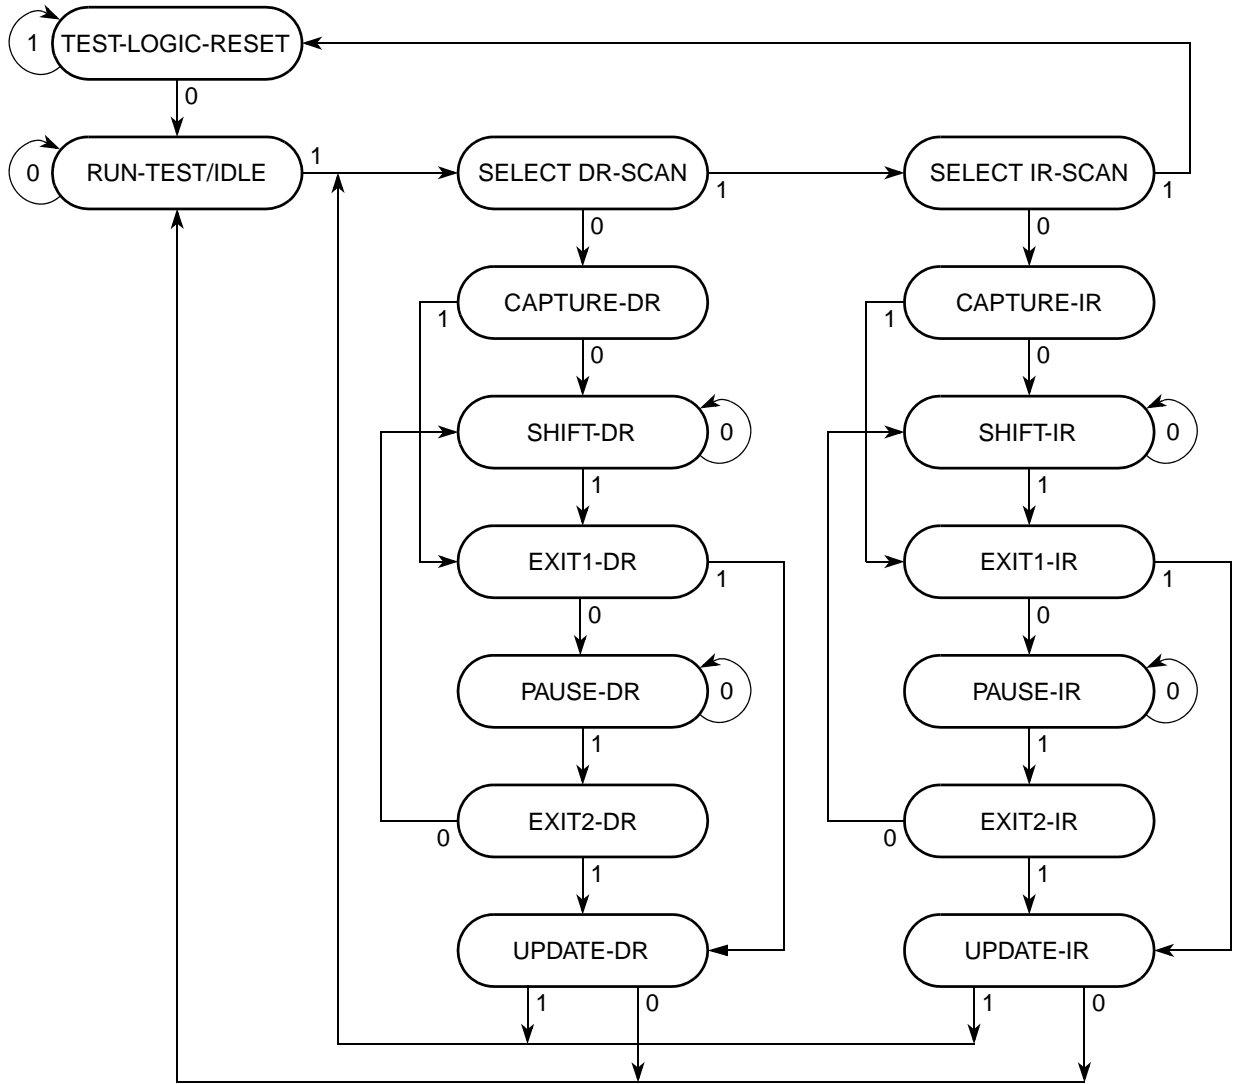 1 TEST-LOGIC-RESET
0
0 RUN-TEST/IDLE 1 SELECT DR-SCAN 1 SELECT IR-SCAN 1
0 0
CAPTURE-DR CAPTURE-IR
1 1
0 0
SHIFT-DR 0 SHIFT-IR 0
1 1
EXIT1-DR 1 EXIT1-IR 1
0 0
PAUSE-DR 0 PAUSE-IR 0
1 1
EXIT2-DR EXIT2-IR
0 0
1 1
UPDATE-DR UPDATE-IR
1 0 1 0